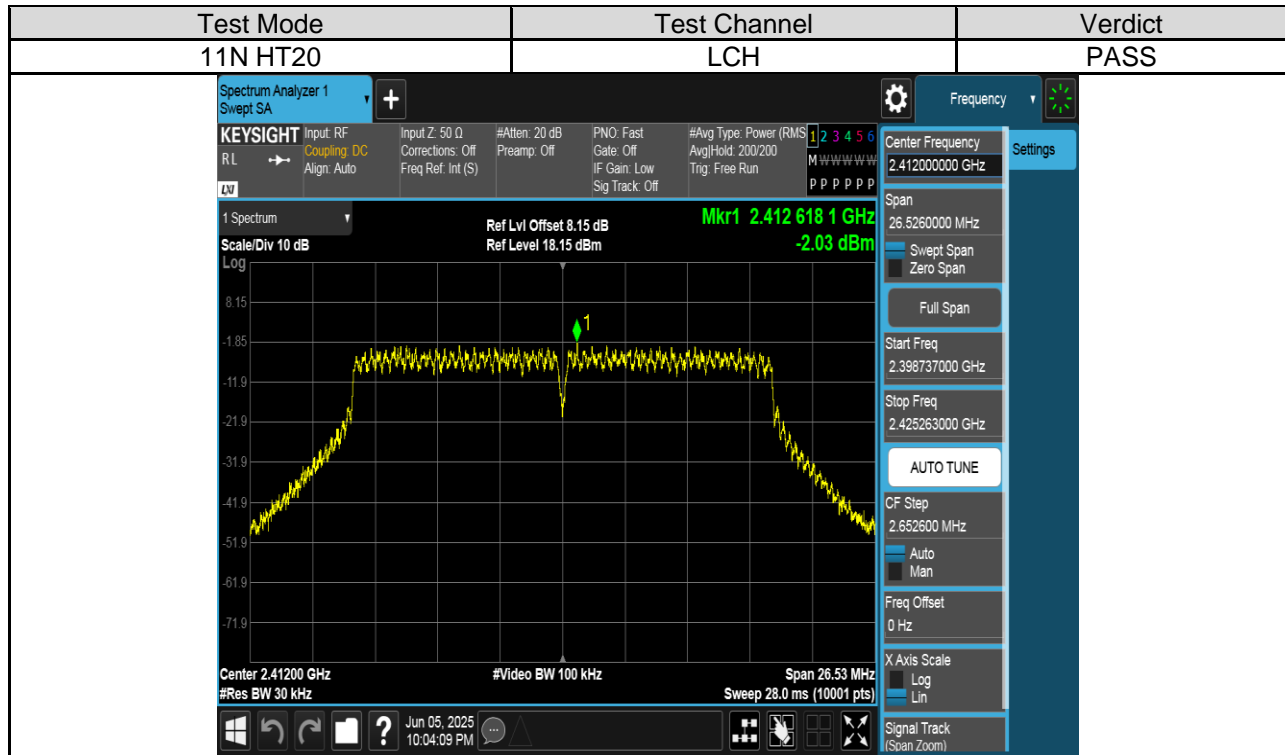 Test Mode Test Channel Verdict
11N HT20 LCH PASS
Spectrum Analyzer 1
Swept SA
+
Frequency
KEYSIGHT
RL
LXI
Input: RF
Coupling: DC
Align: Auto
Input Z: 50 Ω
Corrections: Off
Freq Ref: Int (S)
#Atten: 20 dB
Preamp: Off
PNO: Fast
Gate: Off
IF Gain: Low
Sig Track: Off
#Avg Type: Power (RMS
Avg|Hold: 200/200
Trig: Free Run
1 2 3 4 5 6
M W W W W W
P P P P P P
1 Spectrum
Scale/Div 10 dB
Log
Ref Lvl Offset 8.15 dB
Ref Level 18.15 dBm
Mkr1 2.412 618 1 GHz
-2.03 dBm
1
8.15
-1.85
-11.9
-21.9
-31.9
-41.9
-51.9
-61.9
-71.9
Center 2.41200 GHz
#Res BW 30 kHz
#Video BW 100 kHz
Span 26.53 MHz
Sweep 28.0 ms (10001 pts)
?
Jun 05, 2025
10:04:09 PM
Center Frequency
2.412000000 GHz
Span
26.5260000 MHz
Swept Span
Zero Span
Full Span
Start Freq
2.398737000 GHz
Stop Freq
2.425263000 GHz
AUTO TUNE
CF Step
2.652600 MHz
Auto
Man
Freq Offset
0 Hz
X Axis Scale
Log
Lin
Signal Track
(Span Zoom)
Settings